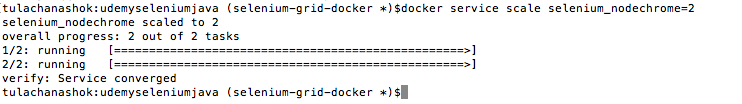 [tulachanashok:udemyseleniumjava (selenium-grid-docker *)$docker service scale selenium_nodechrome=2
selenium_nodechrome scaled to 2
overall progress: 2 out of 2 tasks
1/2: running   [==================================================>]
2/2: running   [==================================================>]
verify: Service converged
tulachanashok:udemyseleniumjava (selenium-grid-docker *)$